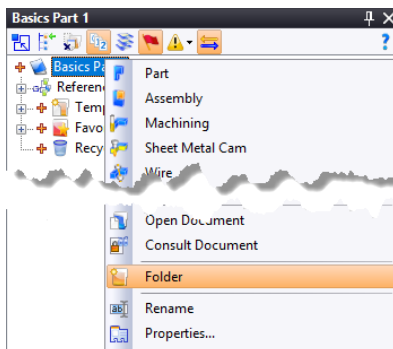 Basics Part 1
Basics Pa
Part
Referen
Assembly
Temp
Machining
Favo
Sheet Metal Cam
Recy
Wire
Open Document
Consult Document
Folder
Rename
Properties...